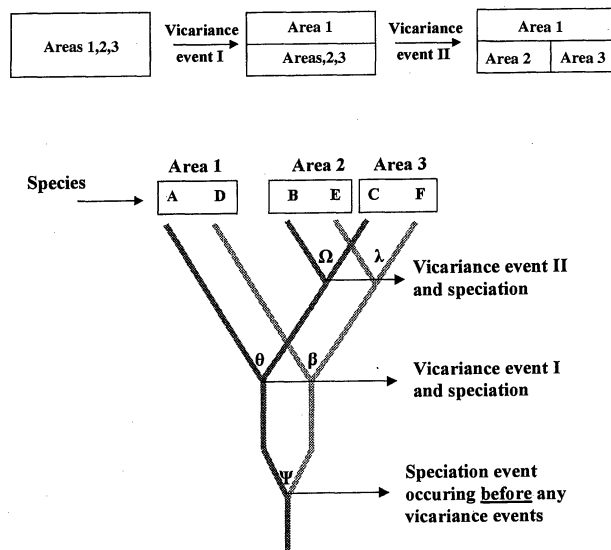 Areas 1,2,3
Vicariance
event I
Area 1
Areas,2,3
Vicariance
event II
Area 1
Area 2
Area 3
Area 1
Area 2
Area 3
Species
A D
B E
C F
Ω
λ
Vicariance event II
and speciation
θ
β
Vicariance event I
and speciation
Ψ
Speciation event
occuring before any
vicariance events